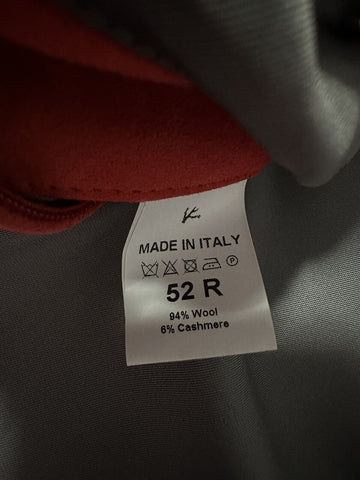 K
MADE IN ITALY
P
52 R
94% Wool
6% Cashmere